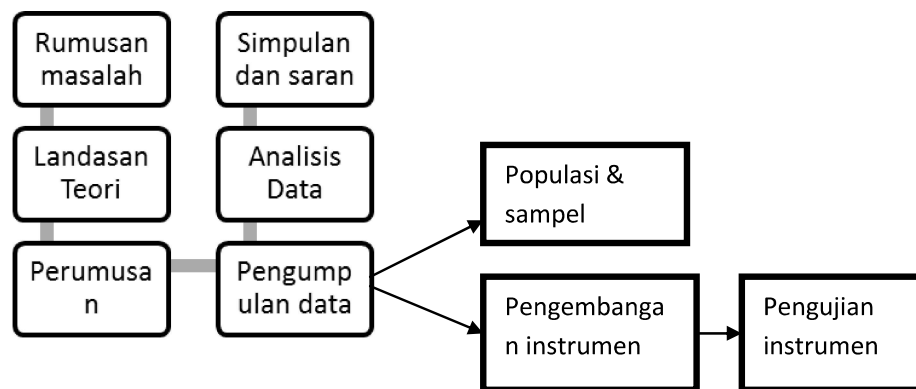 Rumusan
masalah
Landasan
Teori
Perumusa
n
Pengump
ulan data
Analisis
Data
Simpulan
dan saran
Populasi &
sampel
Pengembanga
n instrumen
Pengujian
instrumen